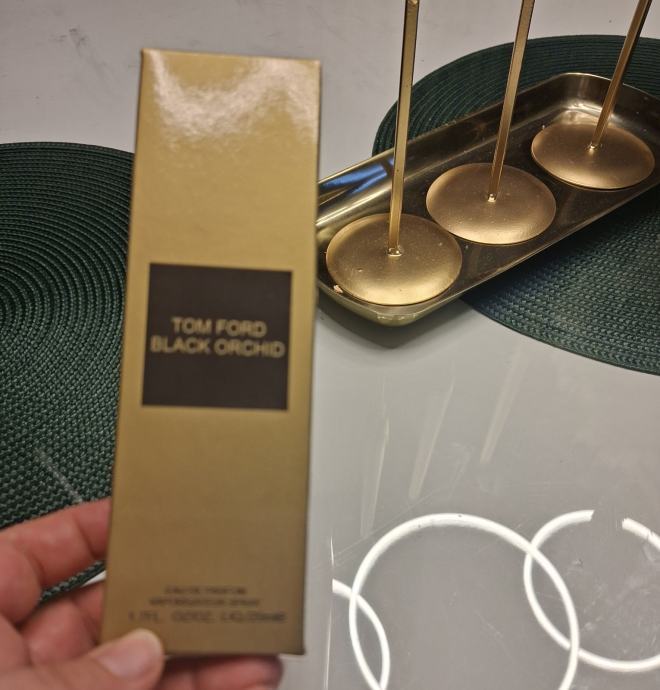 TOM FORD
BLACK ORCHID
EAU DE PARFUM
VAPORISATEUR SPRAY